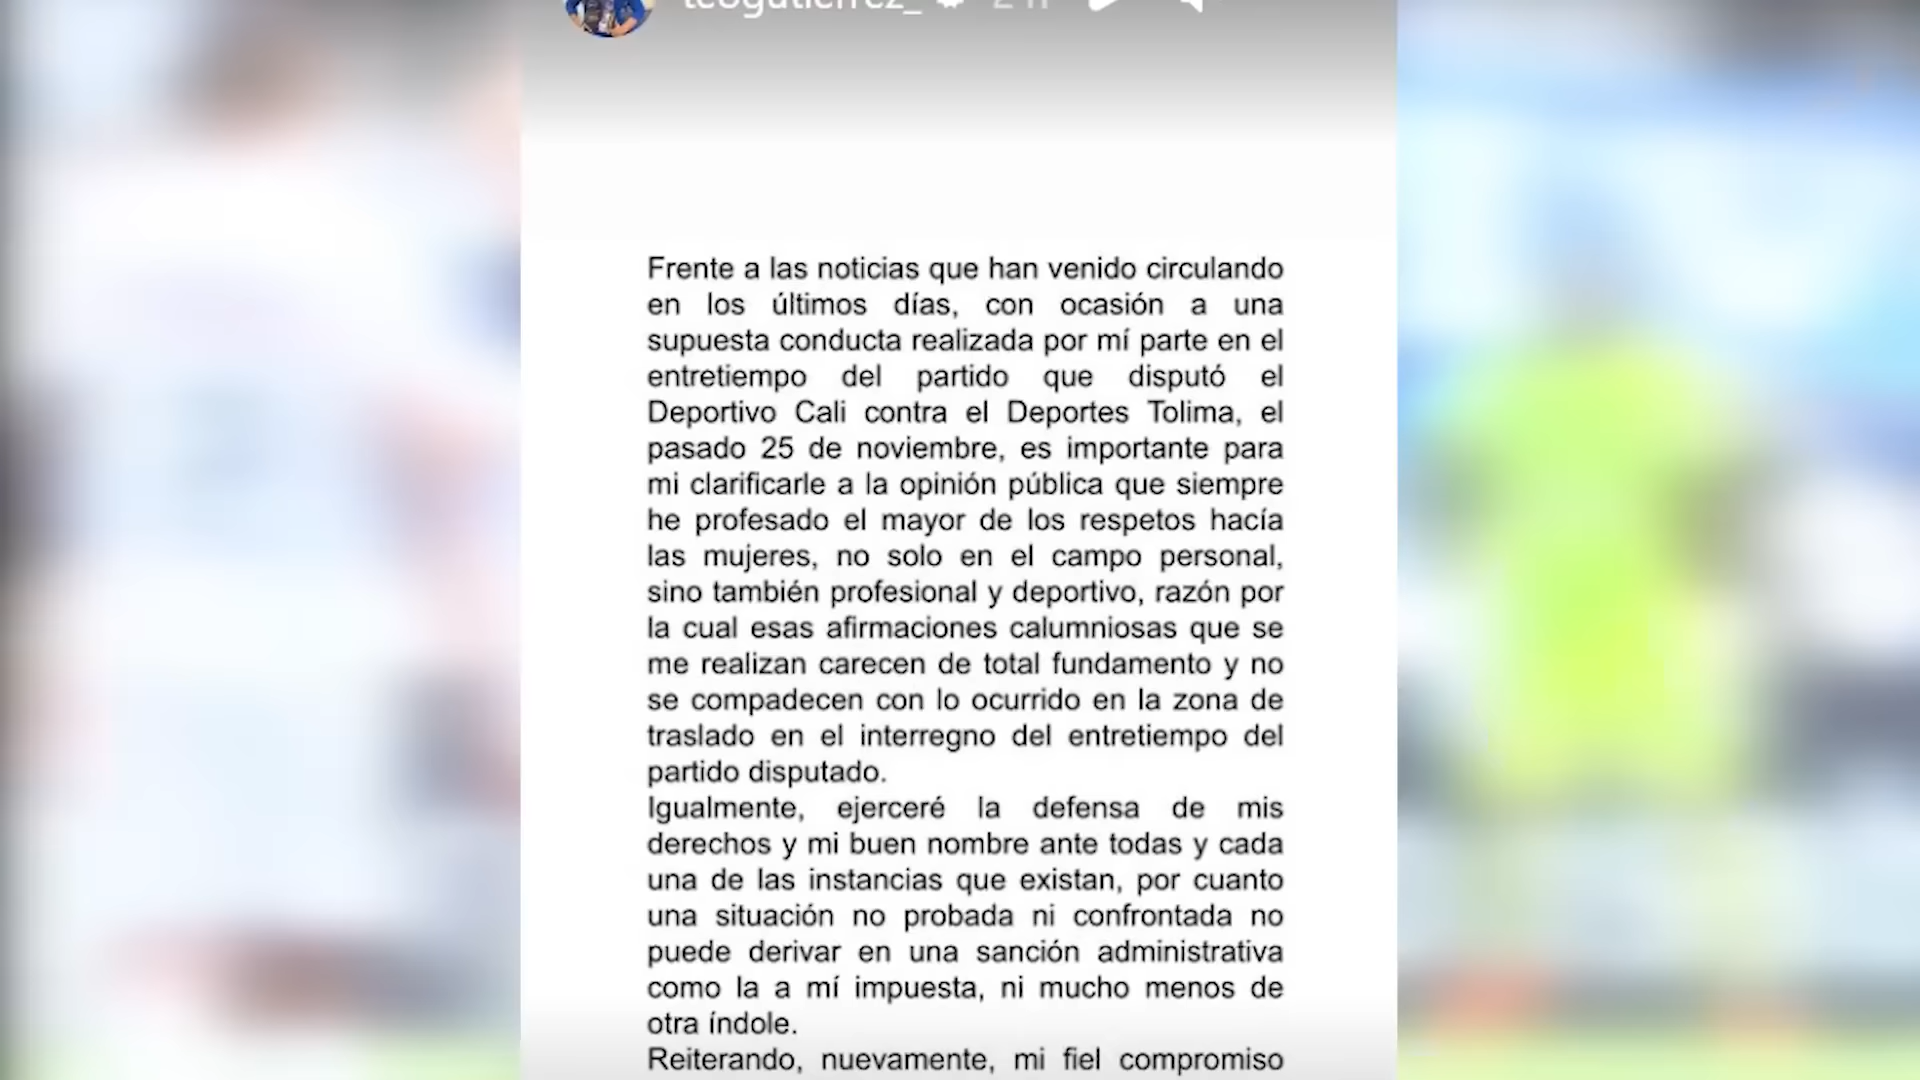 teogutierrez_
Frente a las noticias que han venido circulando
en los últimos días, con ocasión a una
supuesta conducta realizada por mí parte en el
entretiempo del partido que disputó el
Deportivo Cali contra el Deportes Tolima, el
pasado 25 de noviembre, es importante para
mi clarificarle a la opinión pública que siempre
he profesado el mayor de los respetos hacía
las mujeres, no solo en el campo personal,
sino también profesional y deportivo, razón por
la cual esas afirmaciones calumniosas que se
me realizan carecen de total fundamento y no
se compadecen con lo ocurrido en la zona de
traslado en el interregno del entretiempo del
partido disputado.
Igualmente, ejerceré la defensa de mis
derechos y mi buen nombre ante todas y cada
una de las instancias que existan, por cuanto
una situación no probada ni confrontada no
puede derivar en una sanción administrativa
como la a mí impuesta, ni mucho menos de
otra índole.
Reiterando, nuevamente, mi fiel compromiso